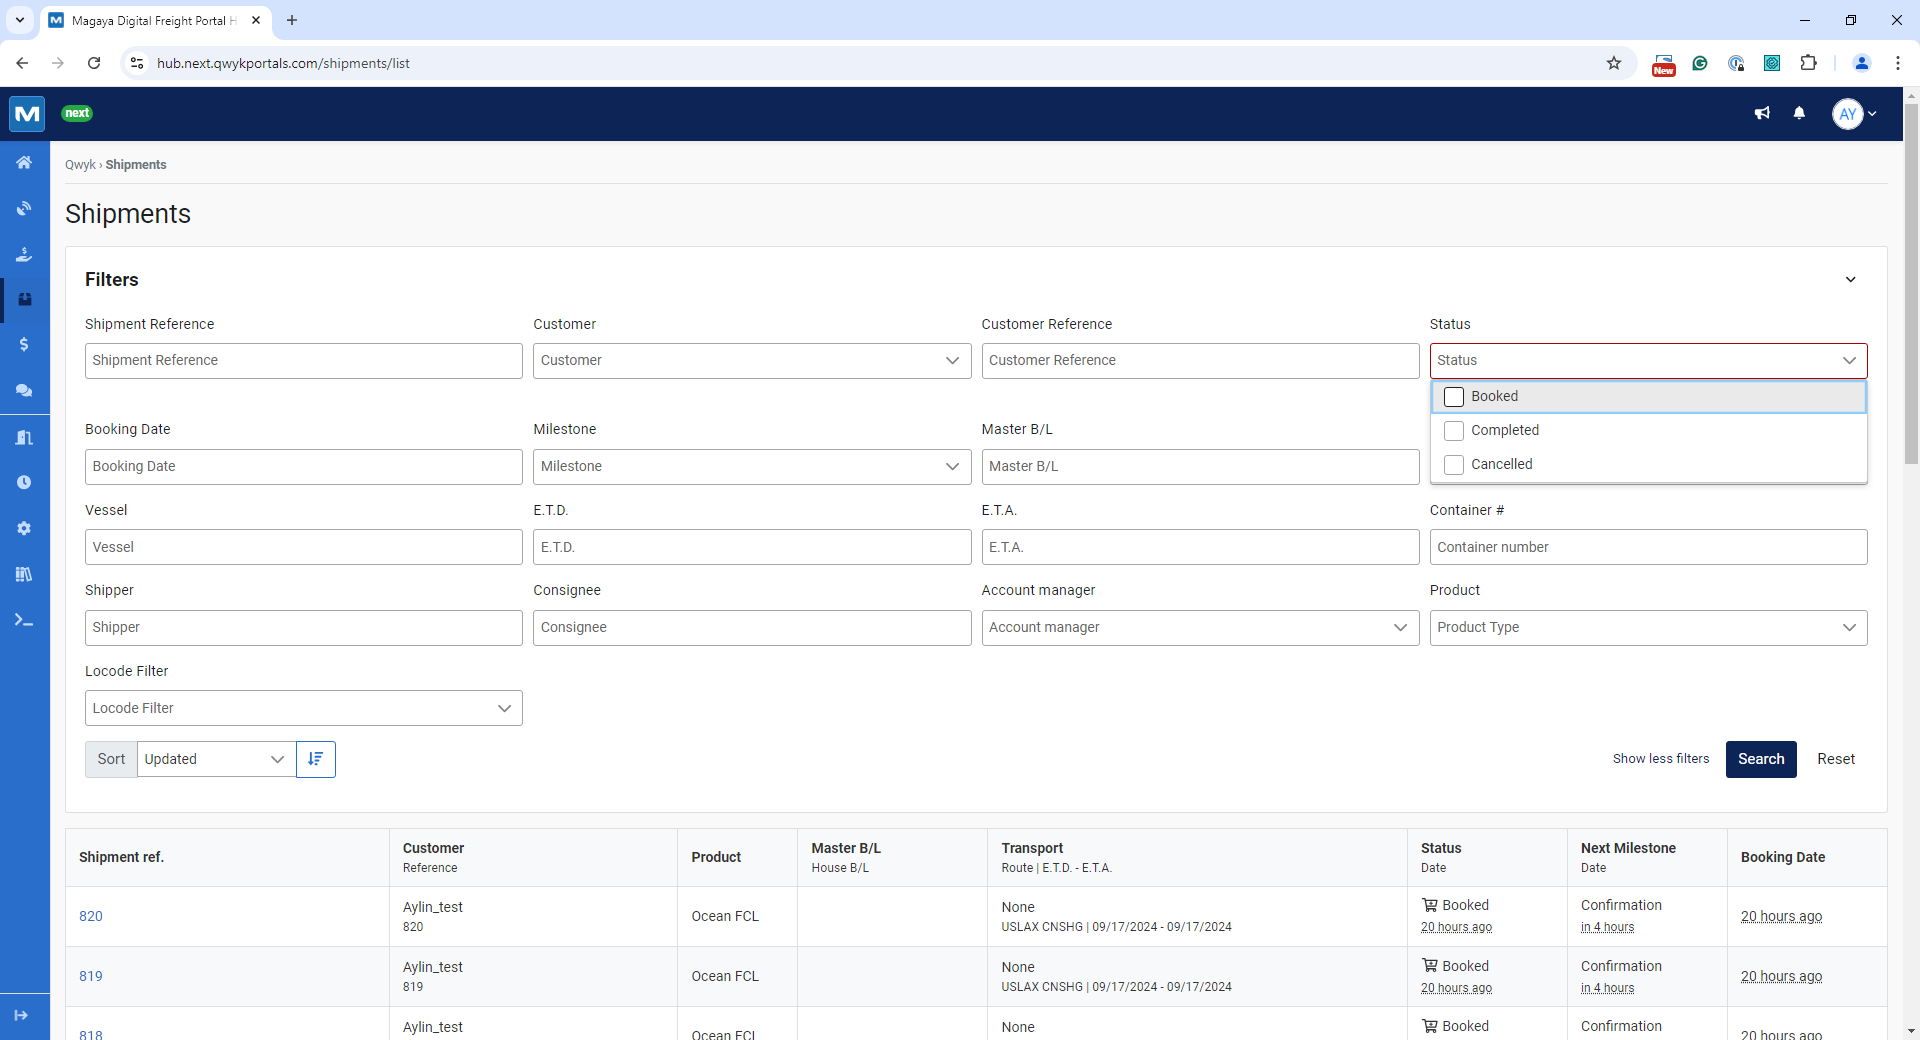 Magaya Digital Freight Portal H
hub.next.qwykportals.com/shipments/list
New
next
AY
Qwyk › Shipments
Shipments
Filters
Shipment Reference
Customer
Customer Reference
Status
Shipment Reference
Customer
Customer Reference
Status
Booked
Completed
Cancelled
Booking Date
Milestone
Master B/L
Booking Date
Milestone
Master B/L
Vessel
E.T.D.
E.T.A.
Container #
Vessel
E.T.D.
E.T.A.
Container number
Shipper
Consignee
Account manager
Product
Shipper
Consignee
Account manager
Product Type
Locode Filter
Locode Filter
Sort
Updated
Show less filters
Search
Reset
Shipment ref.
Customer
Reference
Product
Master B/L
House B/L
Transport
Route | E.T.D. - E.T.A.
Status
Date
Next Milestone
Date
Booking Date
820
Aylin_test
820
Ocean FCL
None
USLAX CNSHG | 09/17/2024 - 09/17/2024
Booked
20 hours ago
Confirmation
in 4 hours
20 hours ago
819
Aylin_test
819
Ocean FCL
None
USLAX CNSHG | 09/17/2024 - 09/17/2024
Booked
20 hours ago
Confirmation
in 4 hours
20 hours ago
818
Aylin_test
Ocean FCL
None
Booked
Confirmation
20 hours ago